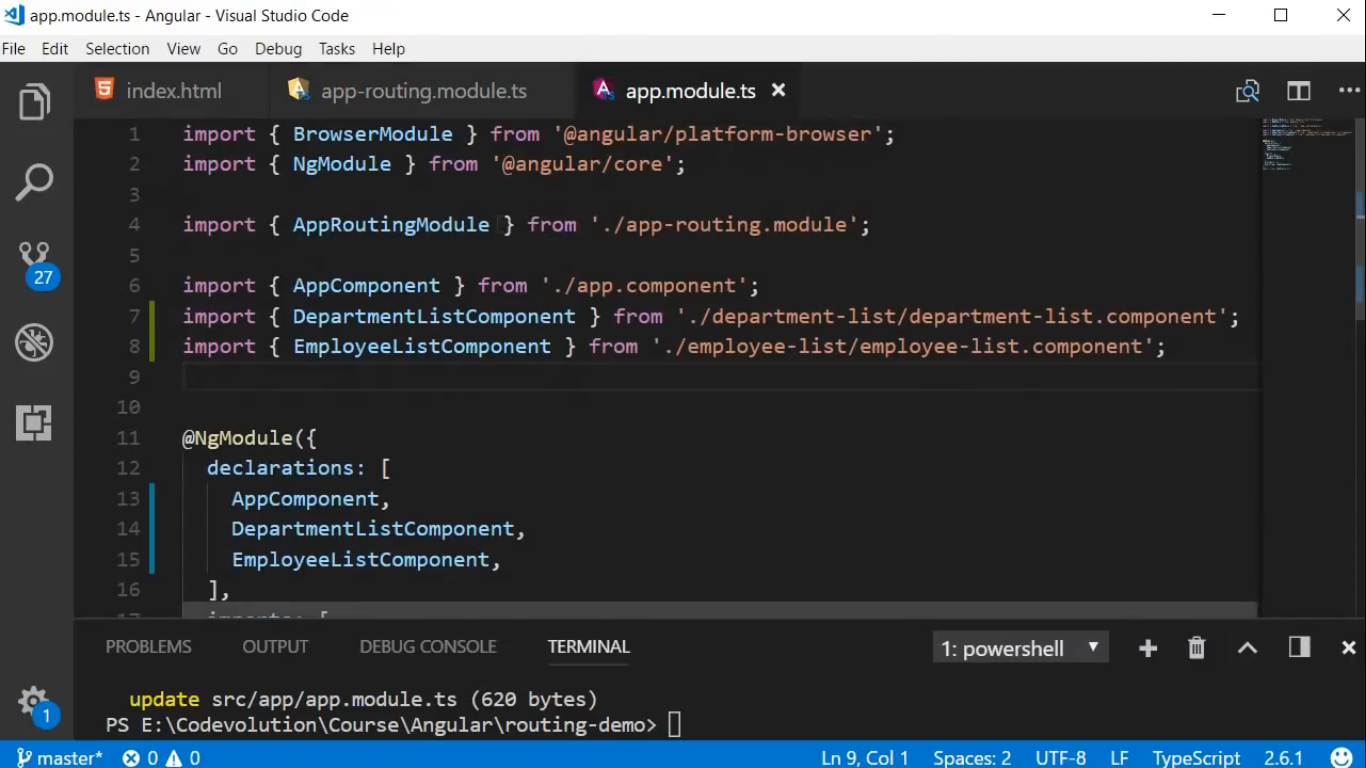 app.module.ts - Angular - Visual Studio Code
File Edit Selection View Go Debug Tasks Help
index.html app-routing.module.ts app.module.ts
1 import { BrowserModule } from '@angular/platform-browser';
2 import { NgModule } from '@angular/core';
3
4 import { AppRoutingModule } from './app-routing.module';
5
6 import { AppComponent } from './app.component';
7 import { DepartmentListComponent } from './department-list/department-list.component';
8 import { EmployeeListComponent } from './employee-list/employee-list.component';
9
10
11 @NgModule({
12 declarations: [
13 AppComponent,
14 DepartmentListComponent,
15 EmployeeListComponent,
16 ],
27
PROBLEMS OUTPUT DEBUG CONSOLE TERMINAL 1: powershell
update src/app/app.module.ts (620 bytes)
PS E:\Codevolution\Course\Angular\routing-demo>
1
master* 0 0 Ln 9, Col 1 Spaces: 2 UTF-8 LF TypeScript 2.6.1